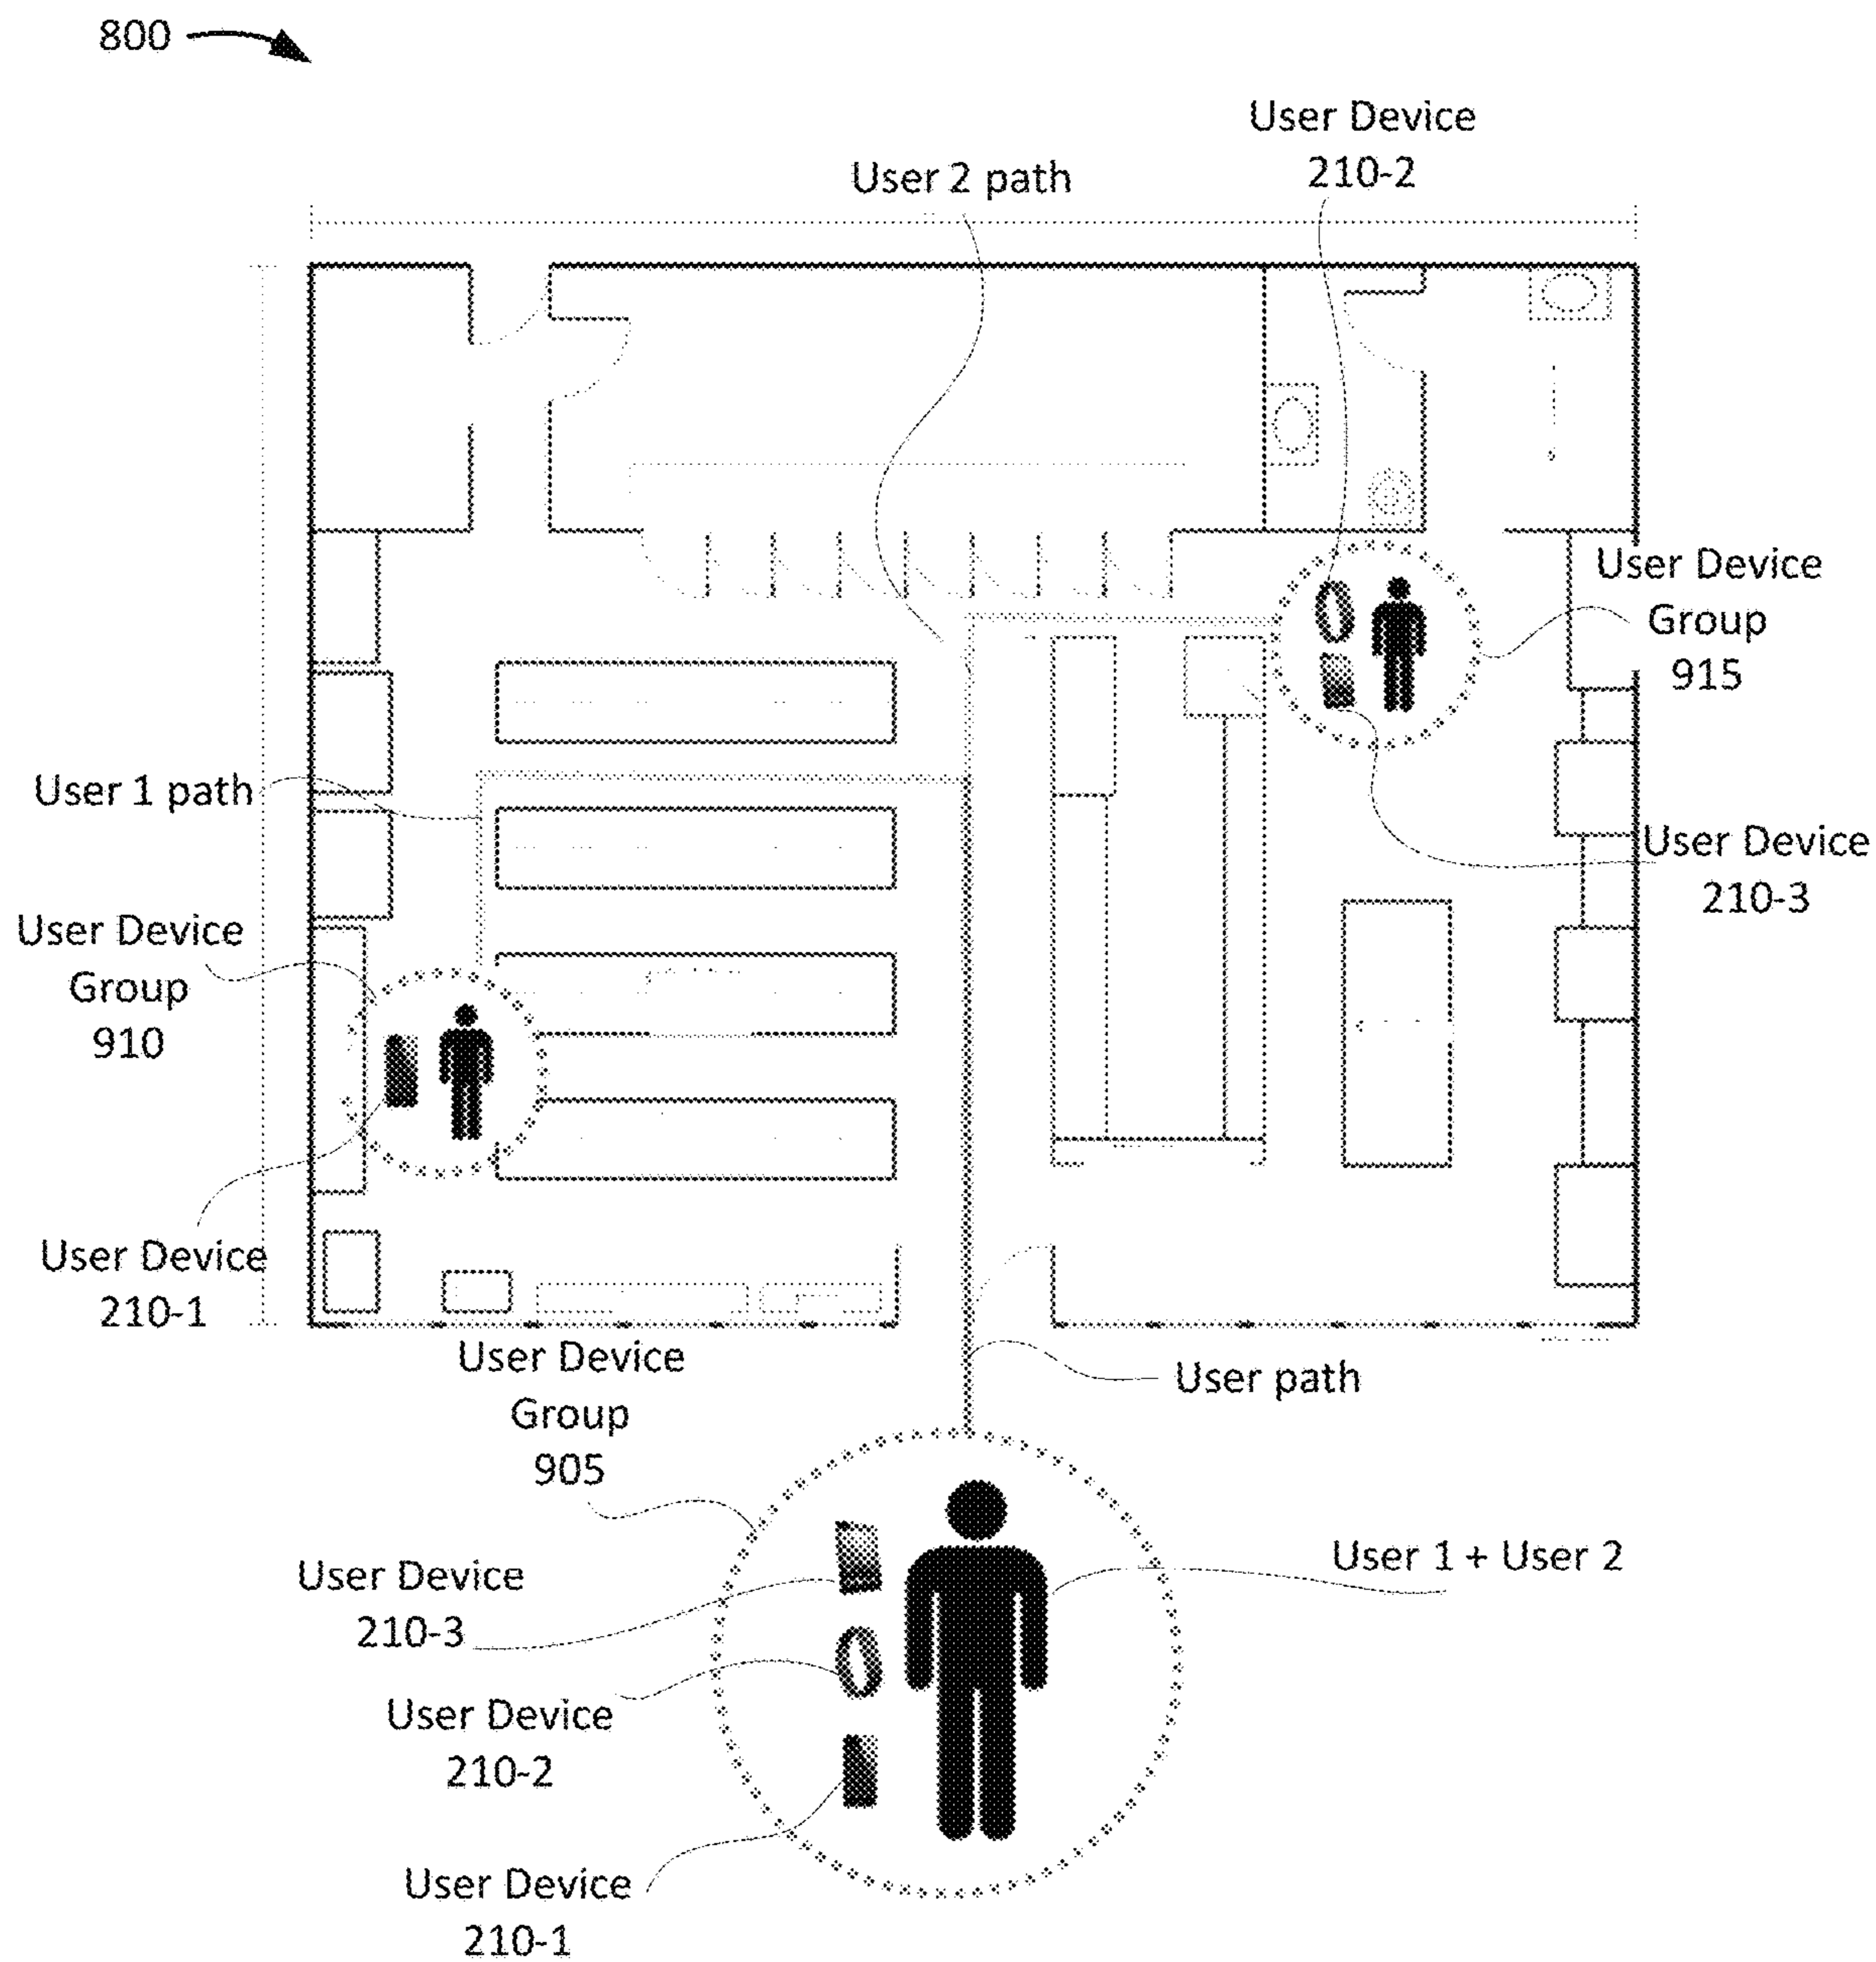 800
User Device
210-2
User 2 path
User Device
Group
915
User 1 path
User Device
210-3
User Device
Group
910
User Device
210-1
User Device
Group
905
User path
User 1 + User 2
User Device
210-3
User Device
210-2
User Device
210-1